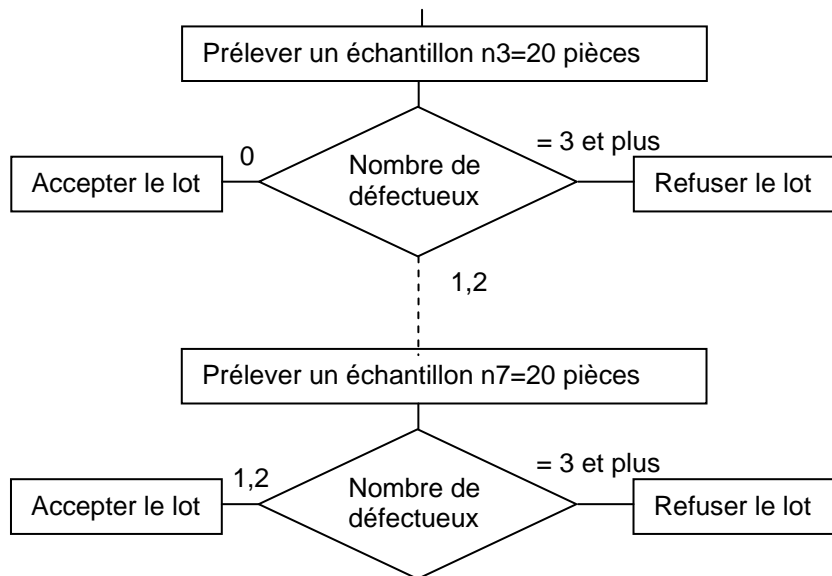 Prélever un échantillon n3=20 pièces
0
= 3 et plus
Accepter le lot
Nombre de
défectueux
Refuser le lot
1,2
Prélever un échantillon n7=20 pièces
1,2
= 3 et plus
Accepter le lot
Nombre de
défectueux
Refuser le lot